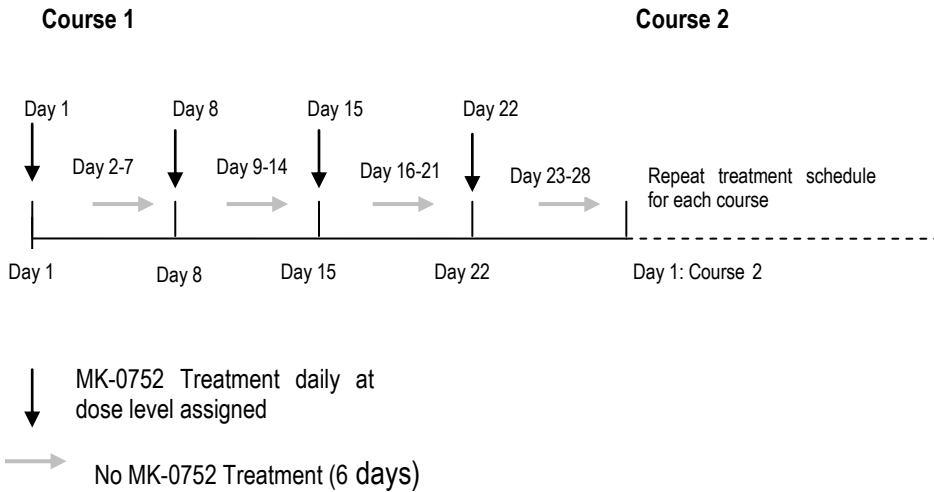 Course 1
Course 2
Day 1
Day 8
Day 15
Day 22
Day 2-7
Day 9-14
Day 16-21
Day 23-28
Repeat treatment schedule
for each course
Day 1
Day 8
Day 15
Day 22
Day 1: Course 2
MK-0752 Treatment daily at
dose level assigned
No MK-0752 Treatment (6 days)